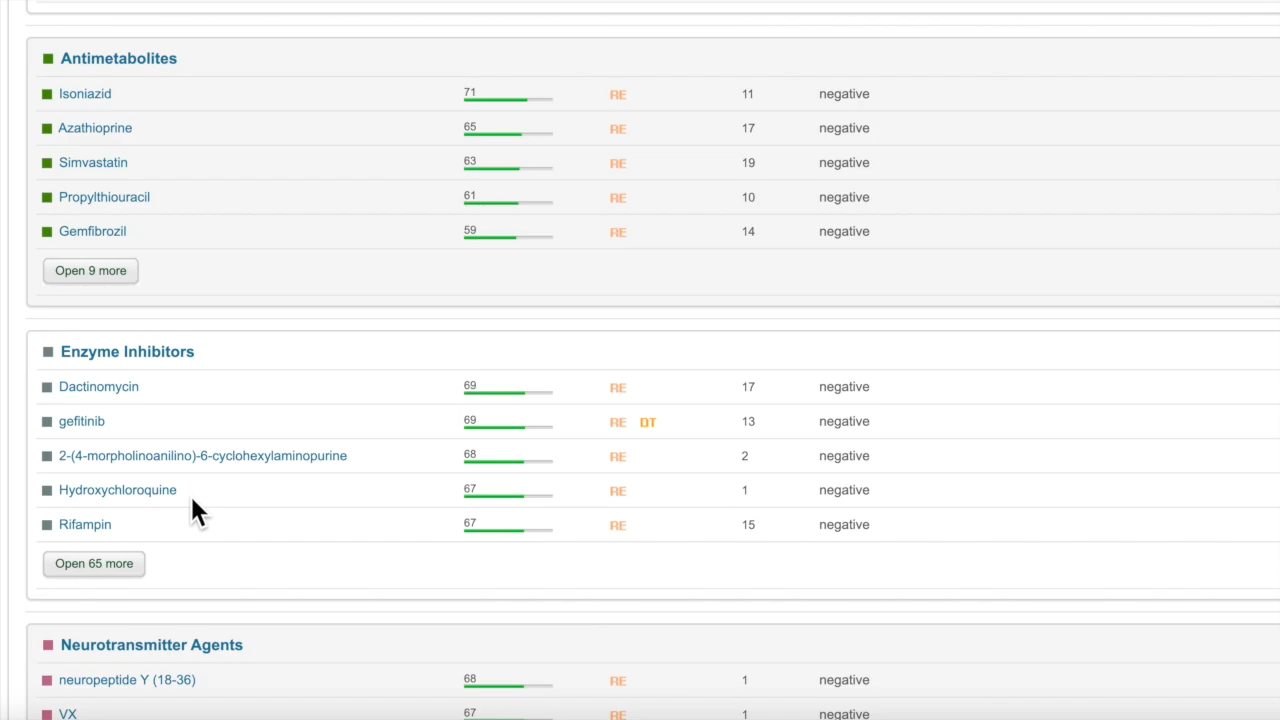 Antimetabolites
Isoniazid 71 RE 11 negative
Azathioprine 65 RE 17 negative
Simvastatin 63 RE 19 negative
Propylthiouracil 61 RE 10 negative
Gemfibrozil 59 RE 14 negative
Open 9 more
Enzyme Inhibitors
Dactinomycin 69 RE 17 negative
gefitinib 69 RE DT 13 negative
2-(4-morpholinoanilino)-6-cyclohexylaminopurine 68 RE 2 negative
Hydroxychloroquine 67 RE 1 negative
Rifampin 67 RE 15 negative
Open 65 more
Neurotransmitter Agents
neuropeptide Y (18-36) 68 RE 1 negative
VX 67 RE 1 negative